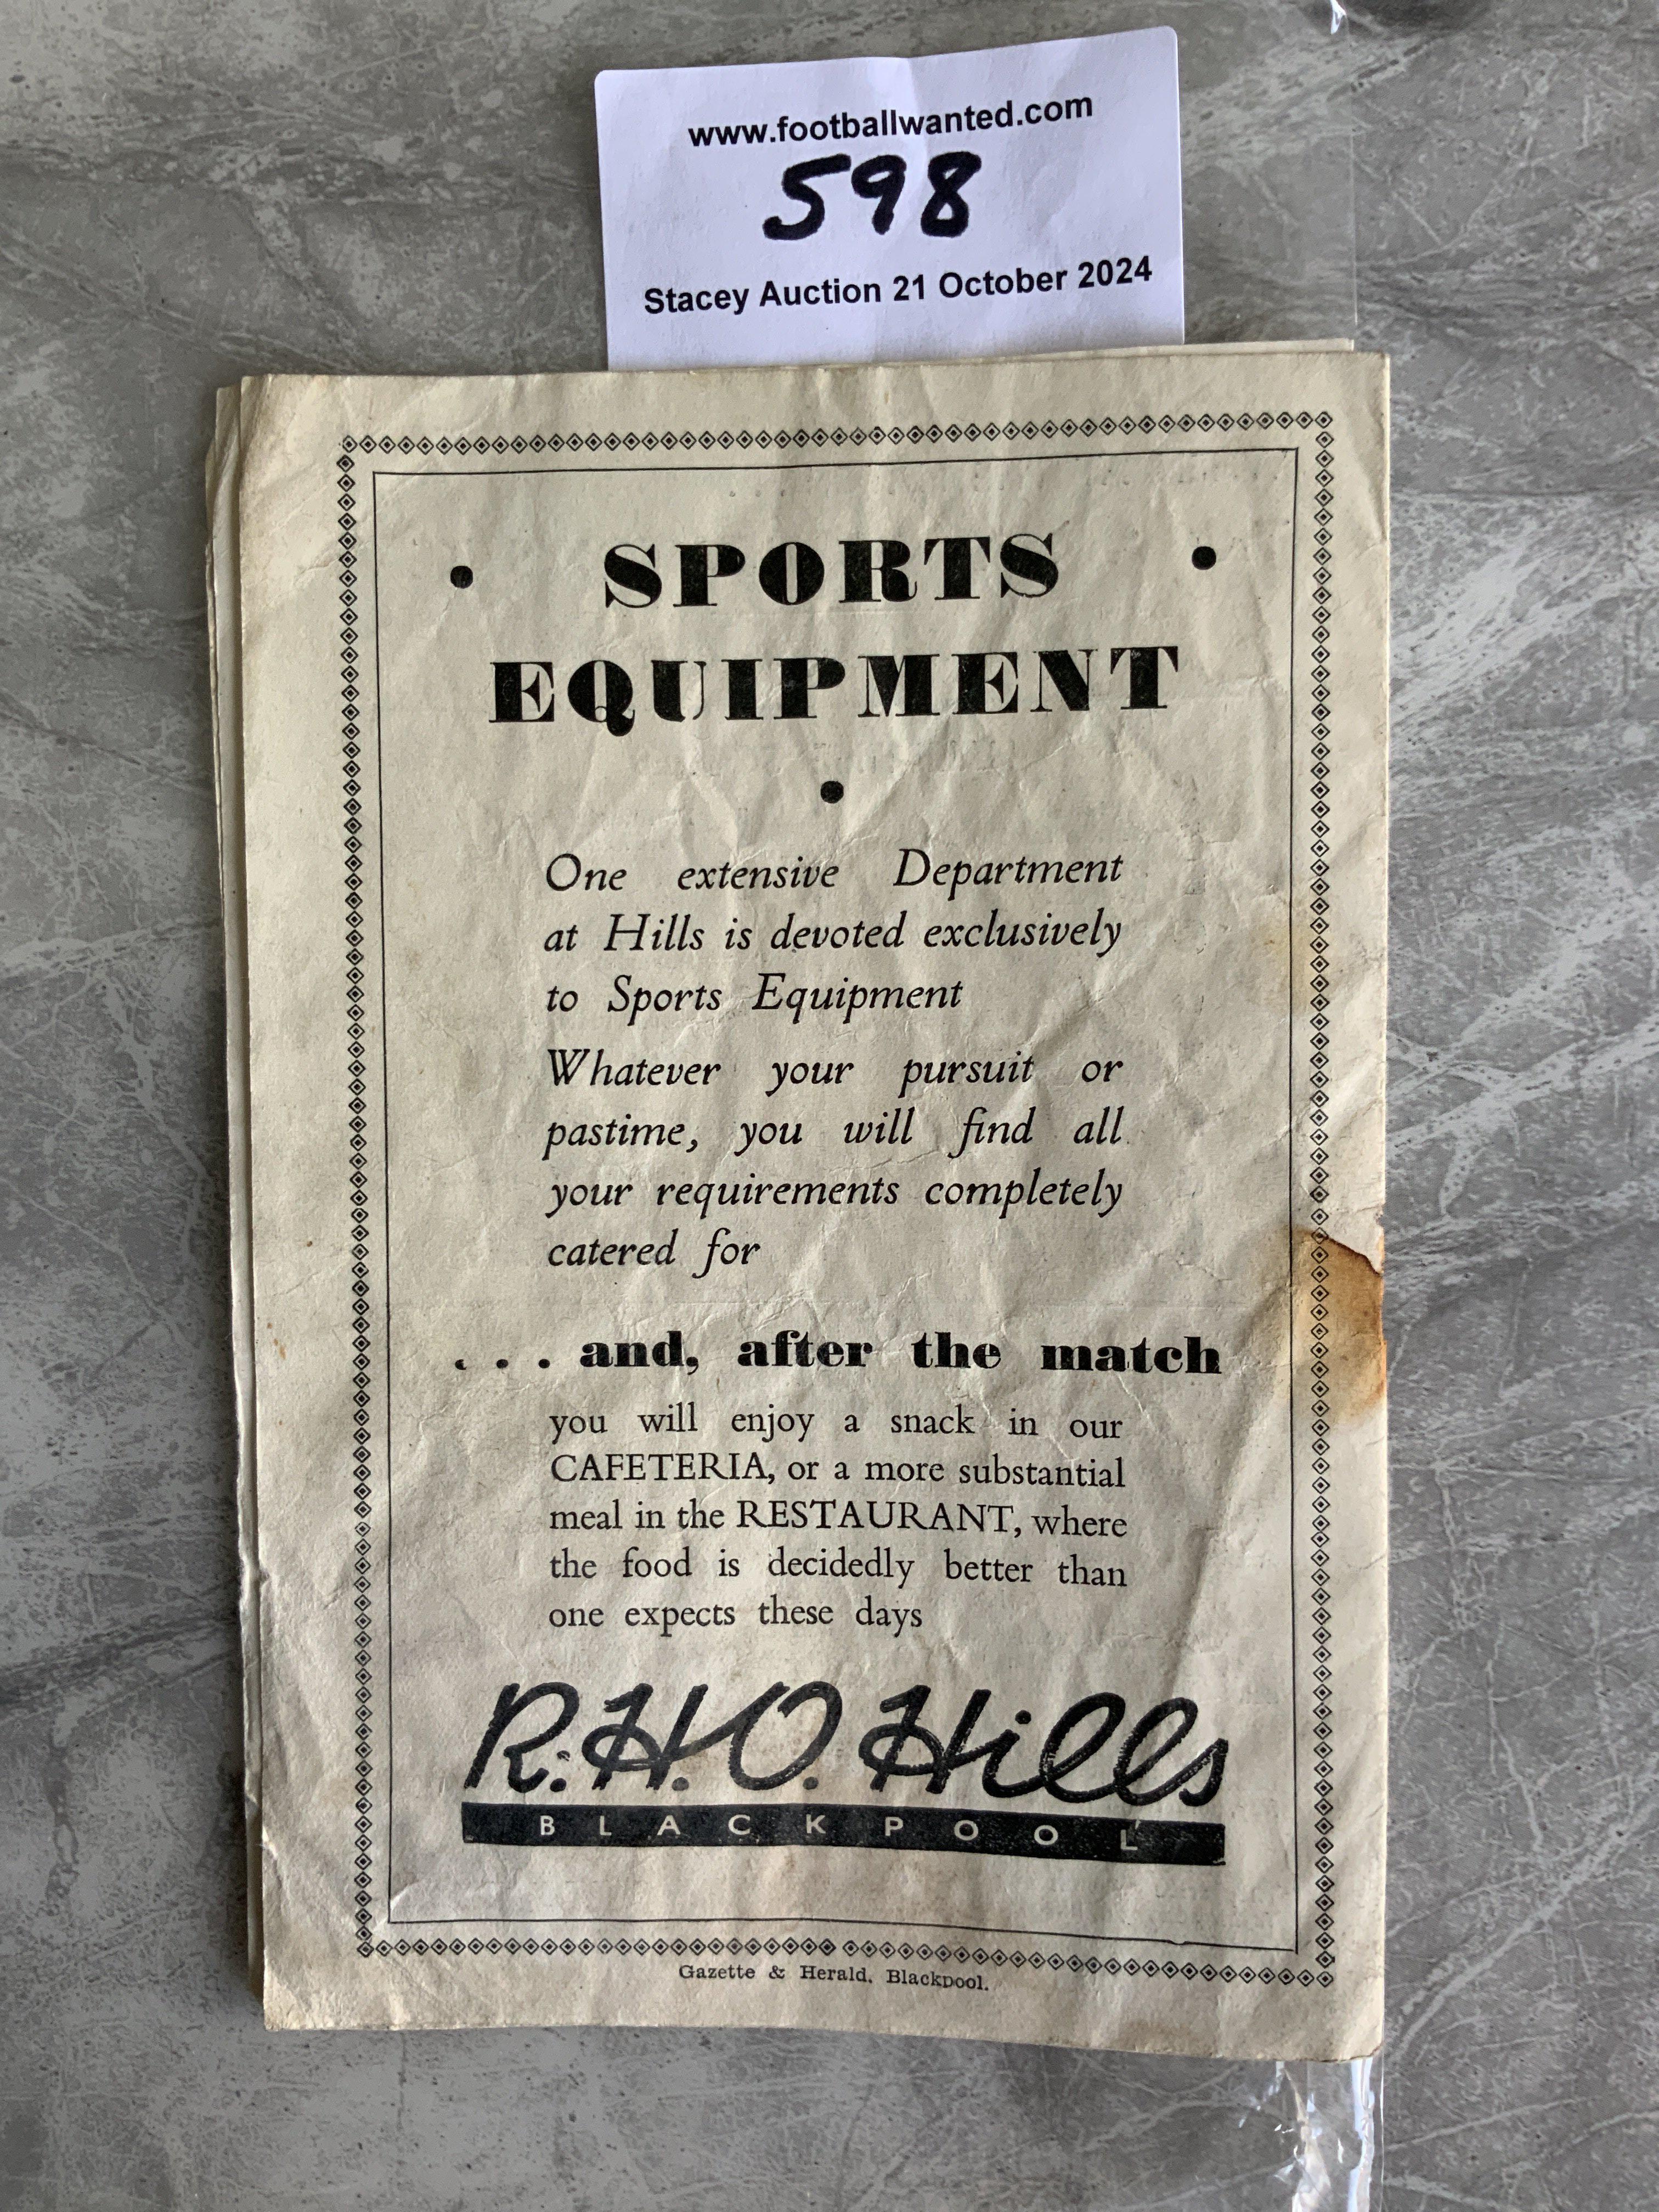 www.footballwanted.com
598
Stacey Auction 21 October 2024
• SPORTS •
EQUIPMENT
•
One extensive Department
at Hills is devoted exclusively
to Sports Equipment
Whatever your pursuit or
pastime, you will find all
your requirements completely
catered for
. . . and, after the match
you will enjoy a snack in our
CAFETERIA, or a more substantial
meal in the RESTAURANT, where
the food is decidedly better than
one expects these days
R.H.O. Hills
BLACKPOOL
Gazette & Herald, Blackpool.